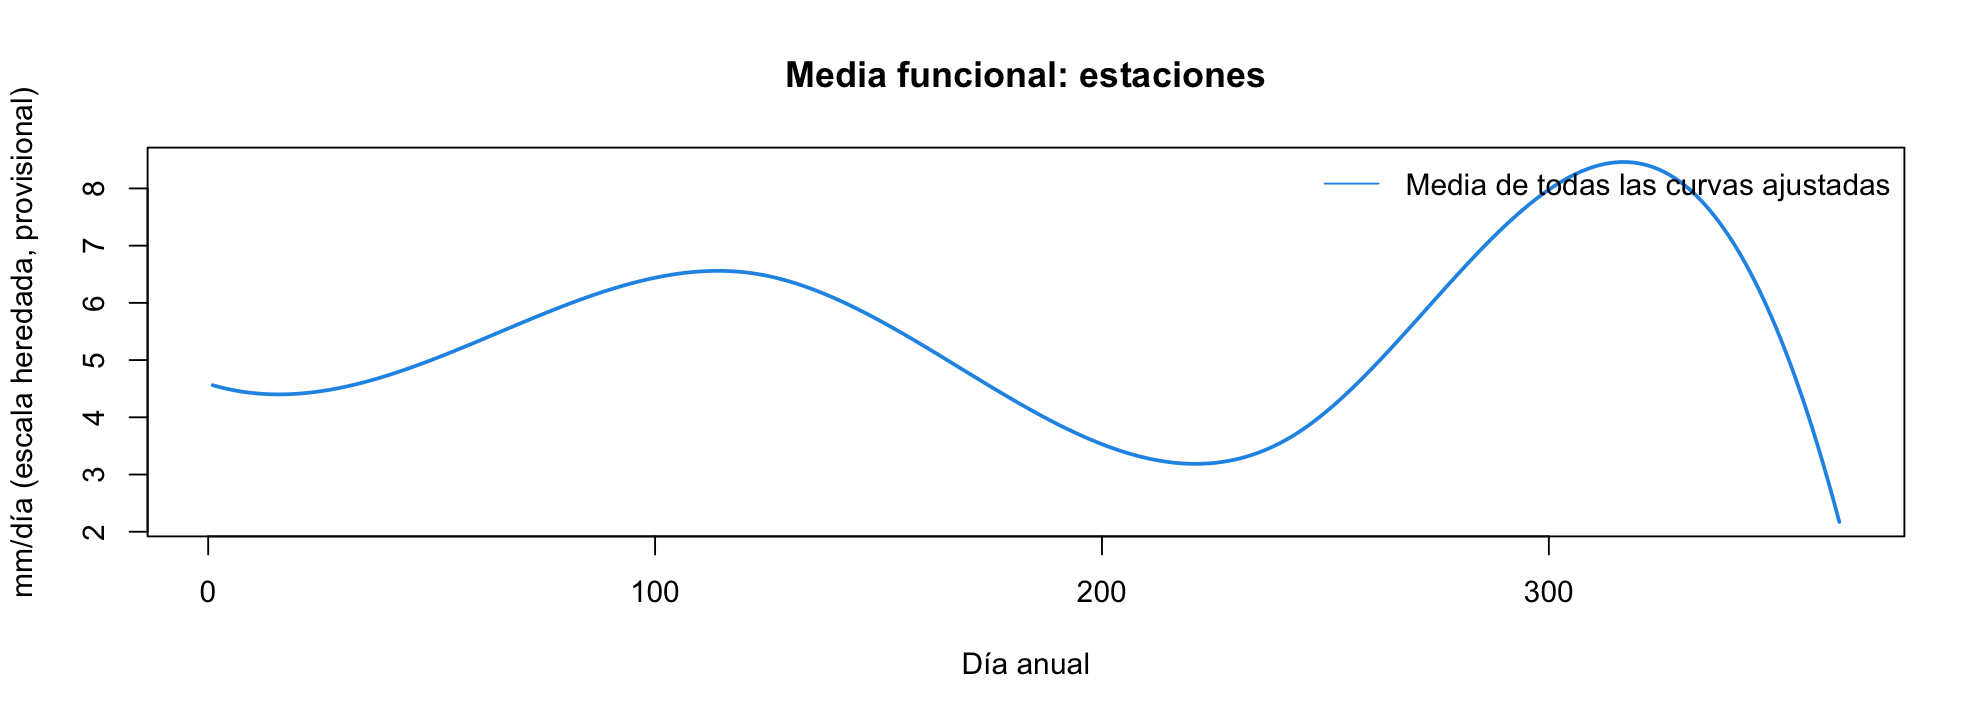 Media funcional: estaciones
mm/día (escala heredada, provisional)
8
7
6
5
4
3
2
Media de todas las curvas ajustadas
0 100 200 300
Día anual